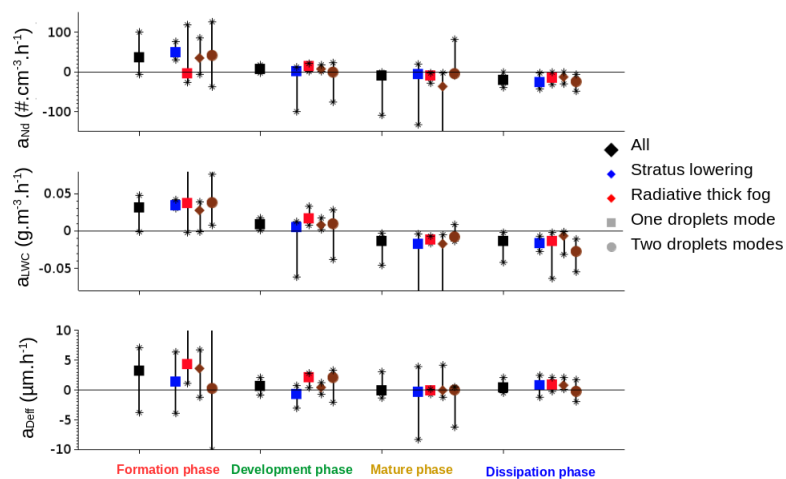 100
0
-100
aNd (#.cm-3.h-1)
0.05
0
-0.05
aLWC (g.m-3.h-1)
All
Stratus lowering
Radiative thick fog
One droplets mode
Two droplets modes
10
5
0
-5
-10
aDeff (µm.h-1)
Formation phase Development phase Mature phase Dissipation phase